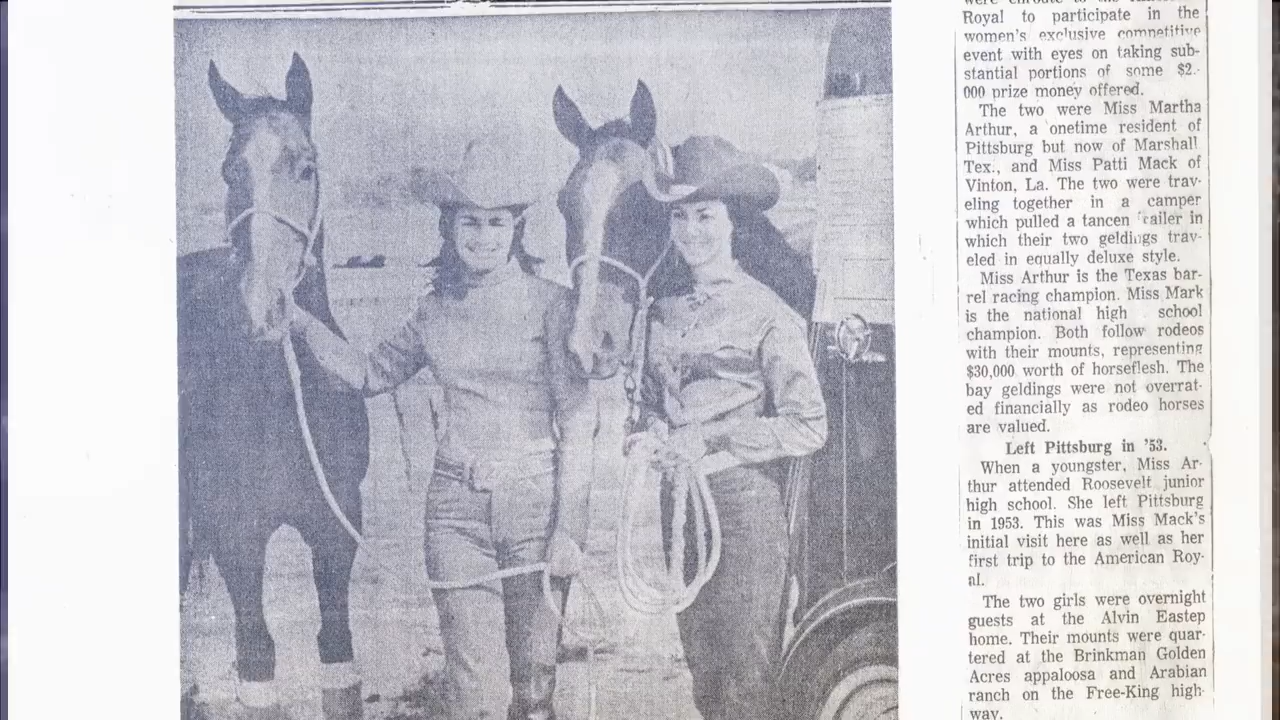 were enroute to the
Royal to participate in the
women's exclusive competitive
event with eyes on taking sub-
stantial portions of some $2,-
000 prize money offered.
The two were Miss Martha
Arthur, a onetime resident of
Pittsburg but now of Marshall
Tex., and Miss Patti Mack of
Vinton, La. The two were trav-
eling together in a camper
which pulled a tancen trailer in
which their two geldings trav-
eled in equally deluxe style.
Miss Arthur is the Texas bar-
rel racing champion. Miss Mark
is the national high school
champion. Both follow rodeos
with their mounts, representing
$30,000 worth of horseflesh. The
bay geldings were not overrat-
ed financially as rodeo horses
are valued.
Left Pittsburg in '53.
When a youngster, Miss Ar-
thur attended Roosevelt junior
high school. She left Pittsburg
in 1953. This was Miss Mack's
initial visit here as well as her
first trip to the American Roy-
al.
The two girls were overnight
guests at the Alvin Eastep
home. Their mounts were quar-
tered at the Brinkman Golden
Acres appaloosa and Arabian
ranch on the Free-King high-
way.